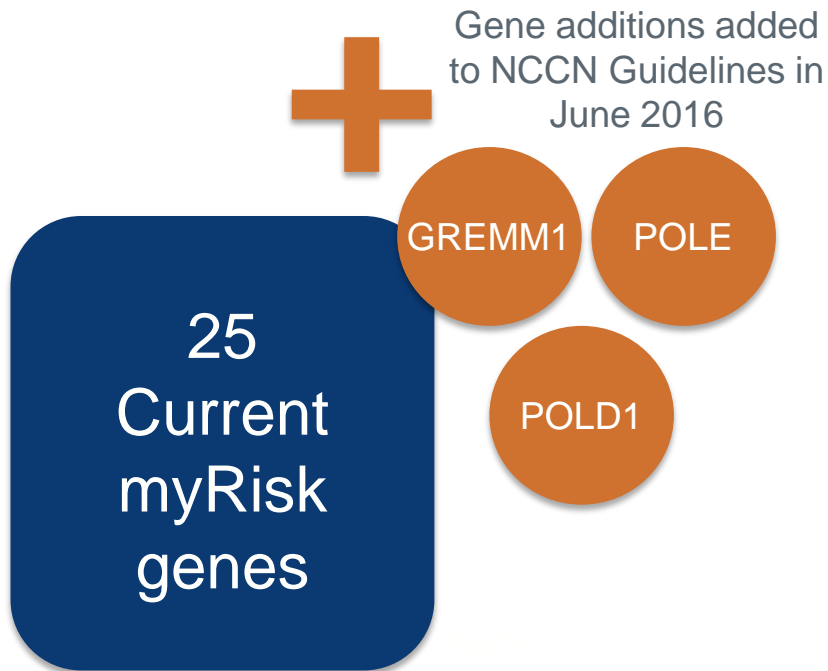 Gene additions added
to NCCN Guidelines in
June 2016
GREMM1
POLE
POLD1
25
Current
myRisk
genes